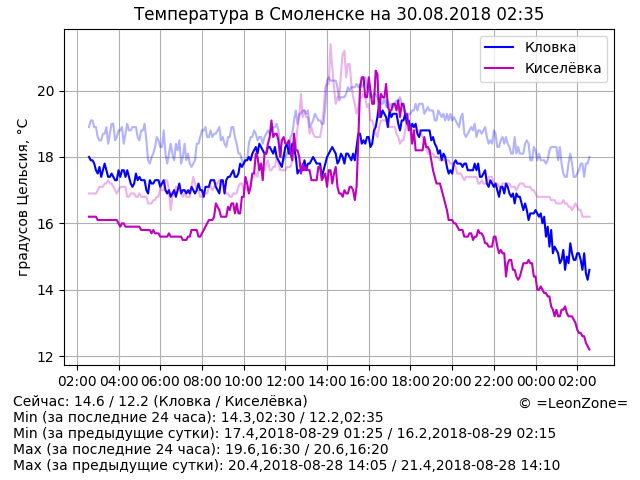 Температура в Смоленске на 30.08.2018 02:35
Кловка
Киселёвка
градусов Цельсия, °C
20
18
16
14
12
02:00 04:00 06:00 08:00 10:00 12:00 14:00 16:00 18:00 20:00 22:00 00:00 02:00
Сейчас: 14.6 / 12.2 (Кловка / Киселёвка)
© =LeonZone=
Min (за последние 24 часа): 14.3,02:30 / 12.2,02:35
Min (за предыдущие сутки): 17.4,2018-08-29 01:25 / 16.2,2018-08-29 02:15
Max (за последние 24 часа): 19.6,16:30 / 20.6,16:20
Max (за предыдущие сутки): 20.4,2018-08-28 14:05 / 21.4,2018-08-28 14:10